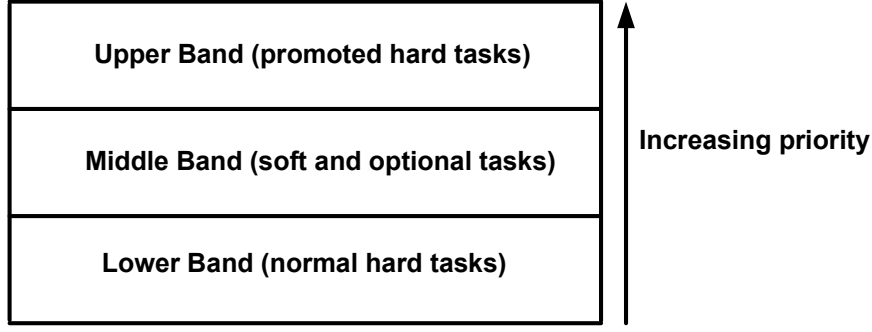 Upper Band (promoted hard tasks)
Middle Band (soft and optional tasks)
Increasing priority
Lower Band (normal hard tasks)